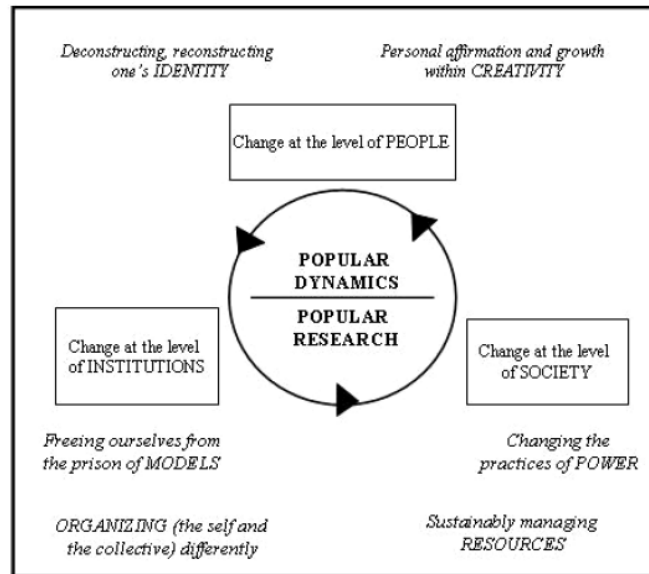 Deconstructing, reconstructing
one's IDENTITY
Personal affirmation and growth
within CREATIVITY
Change at the level of PEOPLE
POPULAR
DYNAMICS
POPULAR
RESEARCH
Change at the level
of INSTITUTIONS
Change at the level
of SOCIETY
Freeing ourselves from
the prison of MODELS
Changing the
practices of POWER
ORGANIZING (the self and
the collective) differently
Sustainably managing
RESOURCES